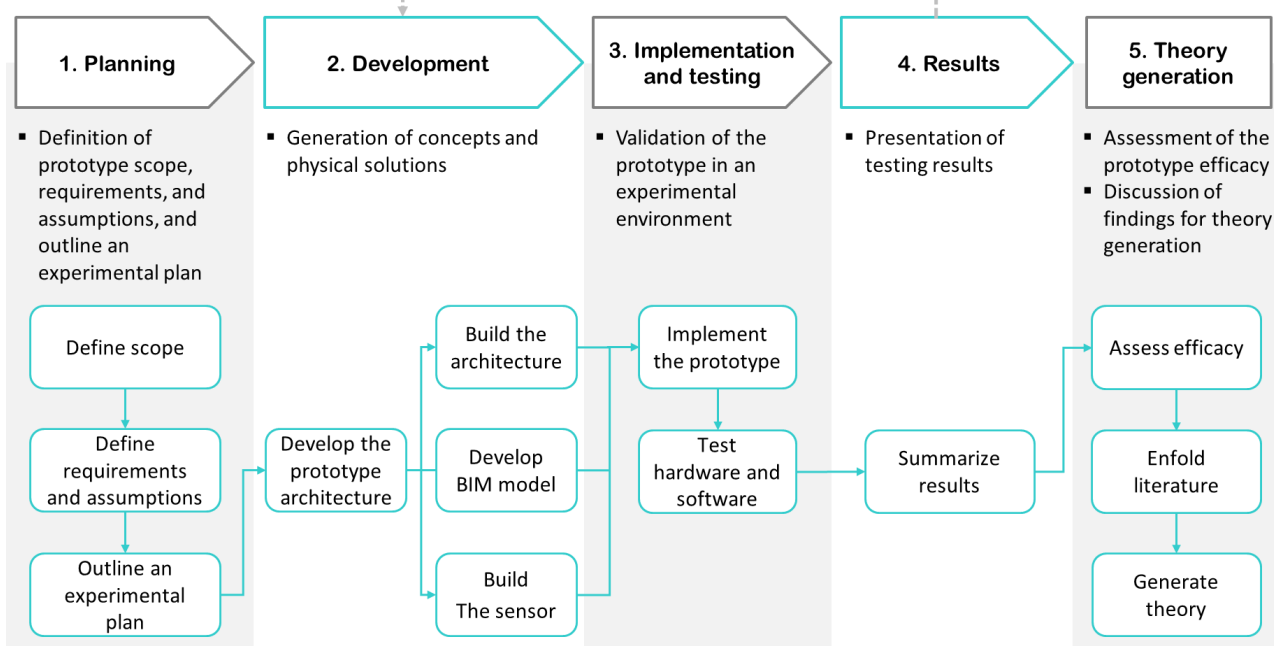 1. Planning
2. Development
3. Implementation
and testing
4. Results
5. Theory
generation
▪ Definition of
prototype scope,
requirements, and
assumptions, and
outline an
experimental plan
▪ Generation of concepts and
physical solutions
▪ Validation of the
prototype in an
experimental
environment
▪ Presentation of
testing results
▪ Assessment of the
prototype efficacy
▪ Discussion of
findings for theory
generation
Define scope
Define
requirements
and assumptions
Outline an
experimental
plan
Develop the
prototype
architecture
Build the
architecture
Develop
BIM model
Build
The sensor
Implement
the prototype
Test
hardware and
software
Summarize
results
Assess efficacy
Enfold
literature
Generate
theory